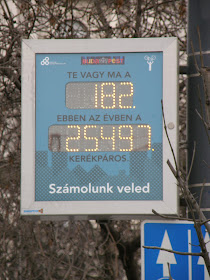 TE VAGY MA A
182
EBBEN AZ ÉVBEN A
25497
KERÉKPÁROS.
Számolunk veled